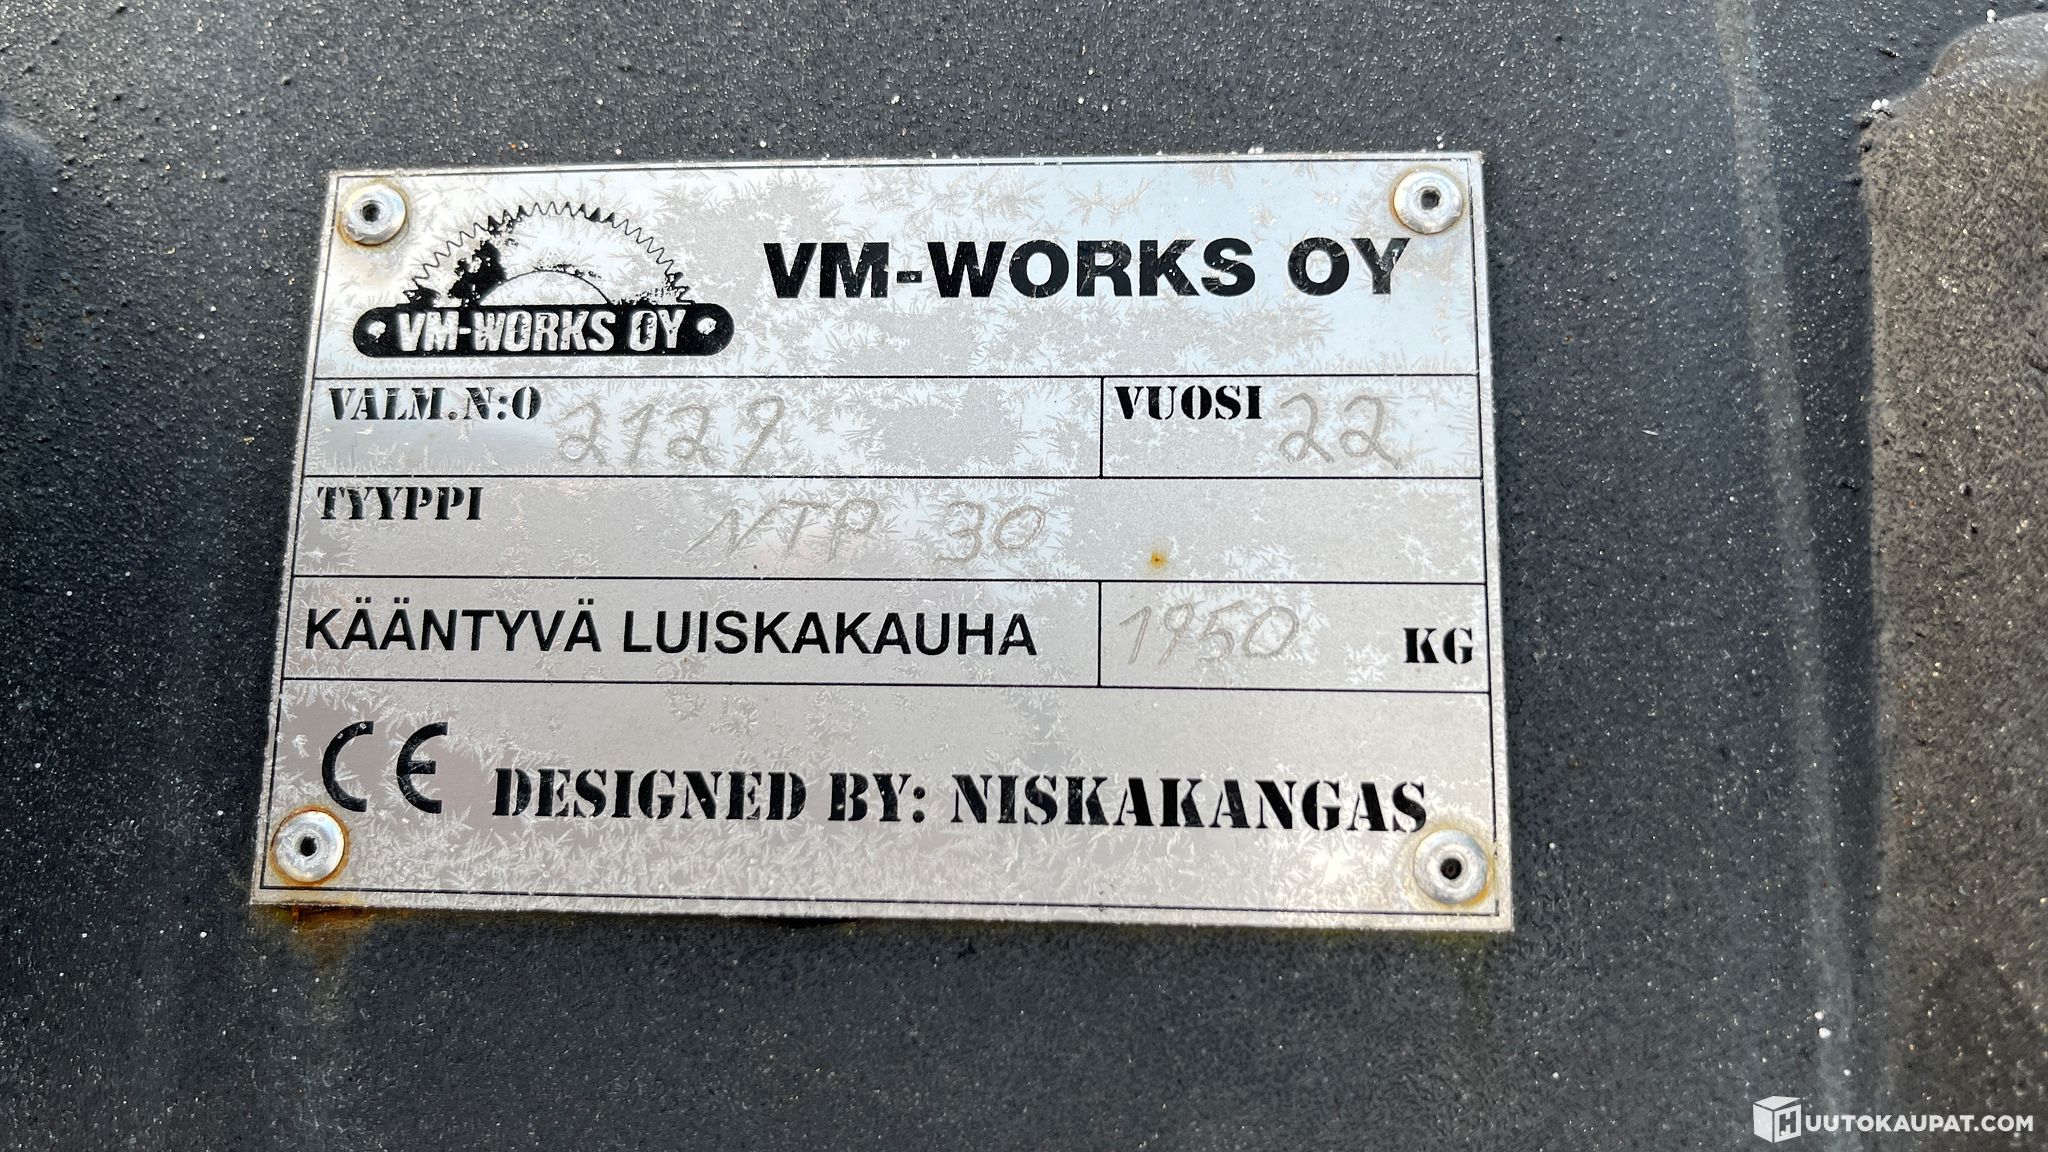 VM-WORKS OY
VM-WORKS OY
VALM.N:O 2129 VUOSI 22
TYYPPI NTP 30
KÄÄNTYVÄ LUISKAKAUHA 1950 KG
CE DESIGNED BY: NISKAKANGAS
HUUTOKAUPAT.COM